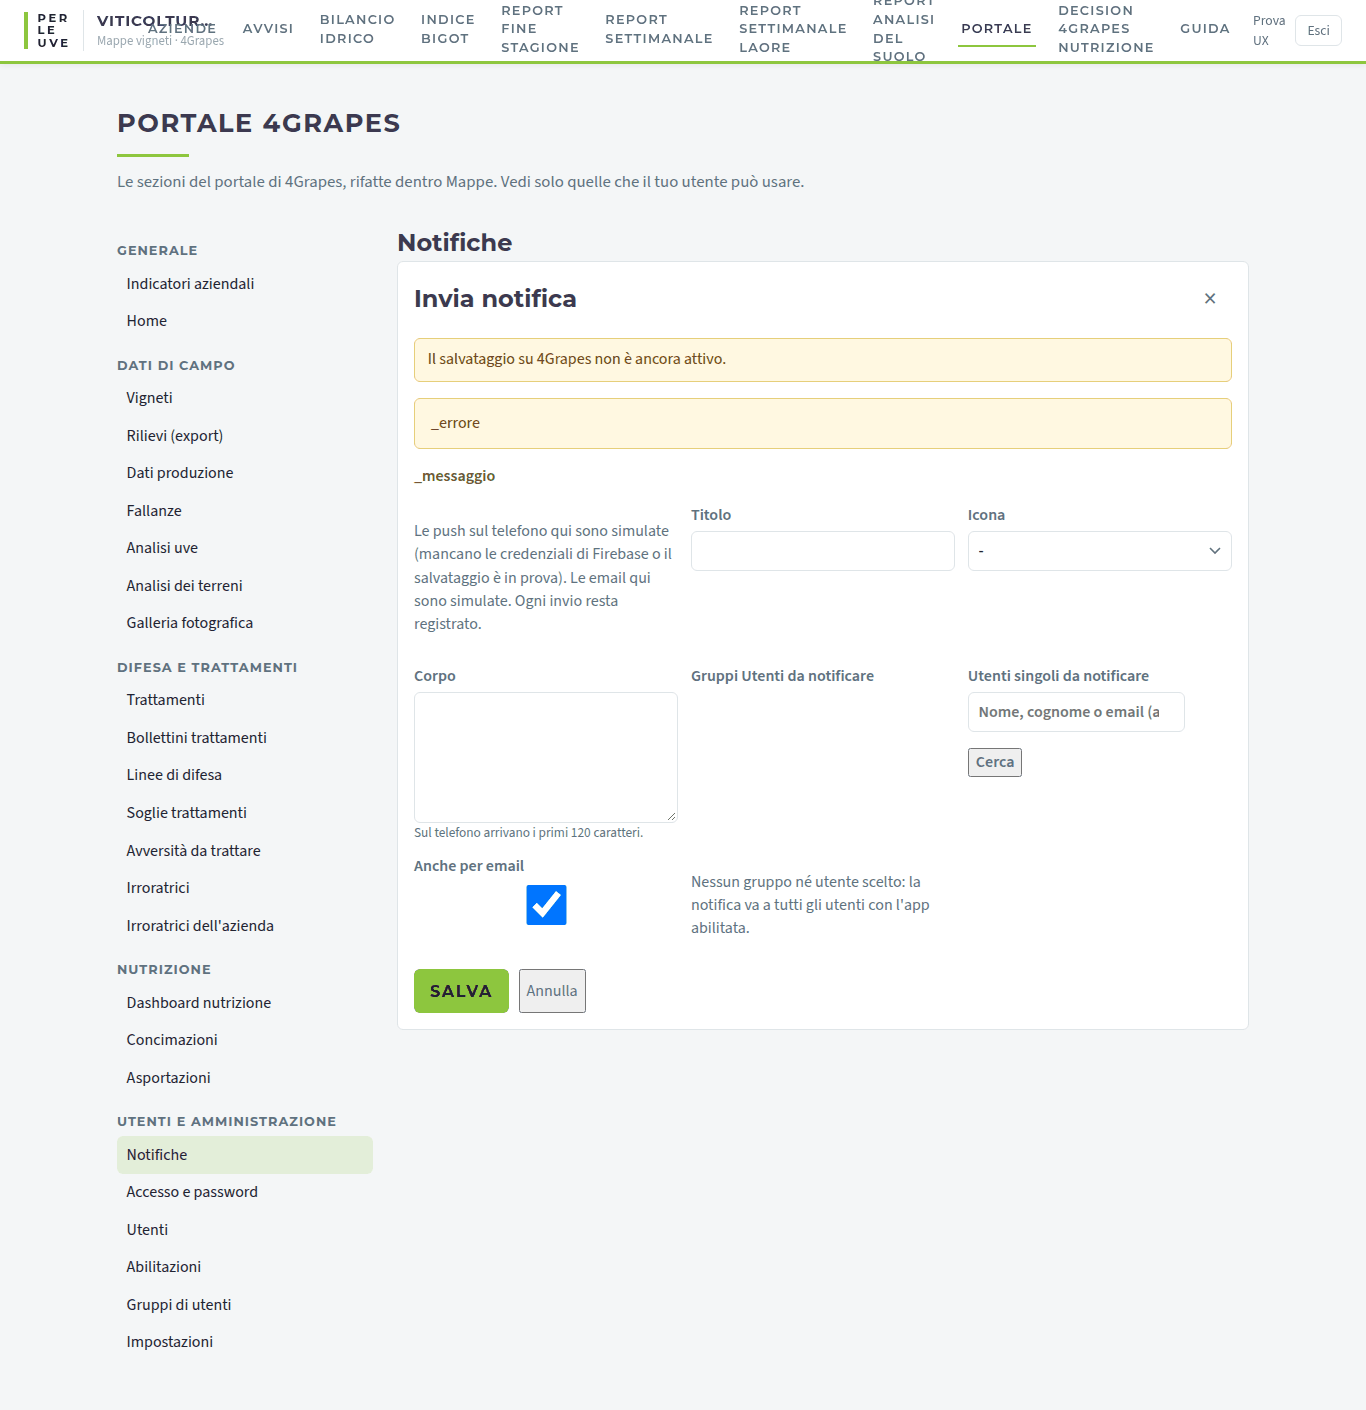 PER
LE
UVE
VITICOLTUR…
Mappe vigneti · 4Grapes
AZIENDE
AVVISI
BILANCIO
IDRICO
INDICE
BIGOT
REPORT
FINE
STAGIONE
REPORT
SETTIMANALE
REPORT
SETTIMANALE
LAORE
REPORT
ANALISI
DEL
SUOLO
PORTALE
DECISION
4GRAPES
NUTRIZIONE
GUIDA
Prova
UX
Esci
PORTALE 4GRAPES
Le sezioni del portale di 4Grapes, rifatte dentro Mappe. Vedi solo quelle che il tuo utente può usare.
GENERALE
Indicatori aziendali
Home
DATI DI CAMPO
Vigneti
Rilievi (export)
Dati produzione
Fallanze
Analisi uve
Analisi dei terreni
Galleria fotografica
DIFESA E TRATTAMENTI
Trattamenti
Bollettini trattamenti
Linee di difesa
Soglie trattamenti
Avversità da trattare
Irroratrici
Irroratrici dell'azienda
NUTRIZIONE
Dashboard nutrizione
Concimazioni
Asportazioni
UTENTI E AMMINISTRAZIONE
Notifiche
Accesso e password
Utenti
Abilitazioni
Gruppi di utenti
Impostazioni
Notifiche
Invia notifica
×
Il salvataggio su 4Grapes non è ancora attivo.
_errore
_messaggio
Le push sul telefono qui sono simulate
(mancano le credenziali di Firebase o il
salvataggio è in prova). Le email qui
sono simulate. Ogni invio resta
registrato.
Titolo
Icona
-
Corpo
Sul telefono arrivano i primi 120 caratteri.
Gruppi Utenti da notificare
Utenti singoli da notificare
Nome, cognome o email (a
Cerca
Anche per email
Nessun gruppo né utente scelto: la
notifica va a tutti gli utenti con l'app
abilitata.
SALVA
Annulla